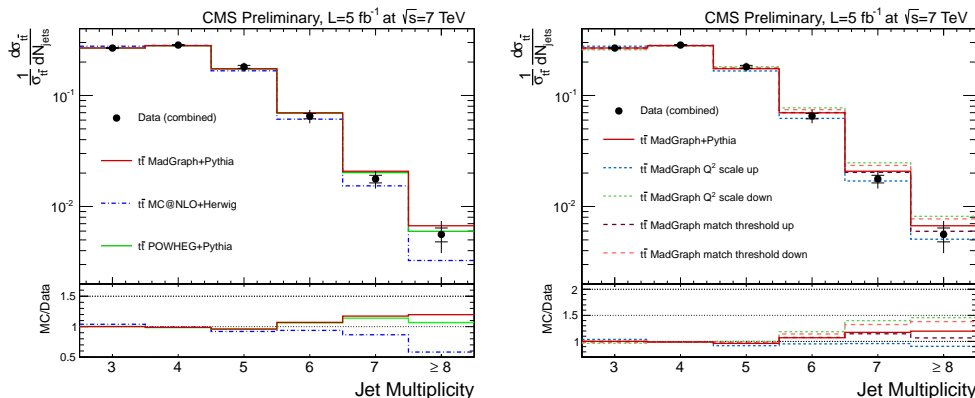 CMS Preliminary, L=5 fb⁻¹ at √s=7 TeV
1/σtt̄ dσtt̄/dNjets
10⁻¹
10⁻²
Data (combined)
tt̄ MadGraph+Pythia
tt̄ MC@NLO+Herwig
tt̄ POWHEG+Pythia
MC/Data
1.5
1
0.5
3 4 5 6 7 ≥ 8
Jet Multiplicity
CMS Preliminary, L=5 fb⁻¹ at √s=7 TeV
1/σtt̄ dσtt̄/dNjets
10⁻¹
10⁻²
Data (combined)
tt̄ MadGraph+Pythia
tt̄ MadGraph Q² scale up
tt̄ MadGraph Q² scale down
tt̄ MadGraph match threshold up
tt̄ MadGraph match threshold down
MC/Data
2
1.5
1
3 4 5 6 7 ≥ 8
Jet Multiplicity